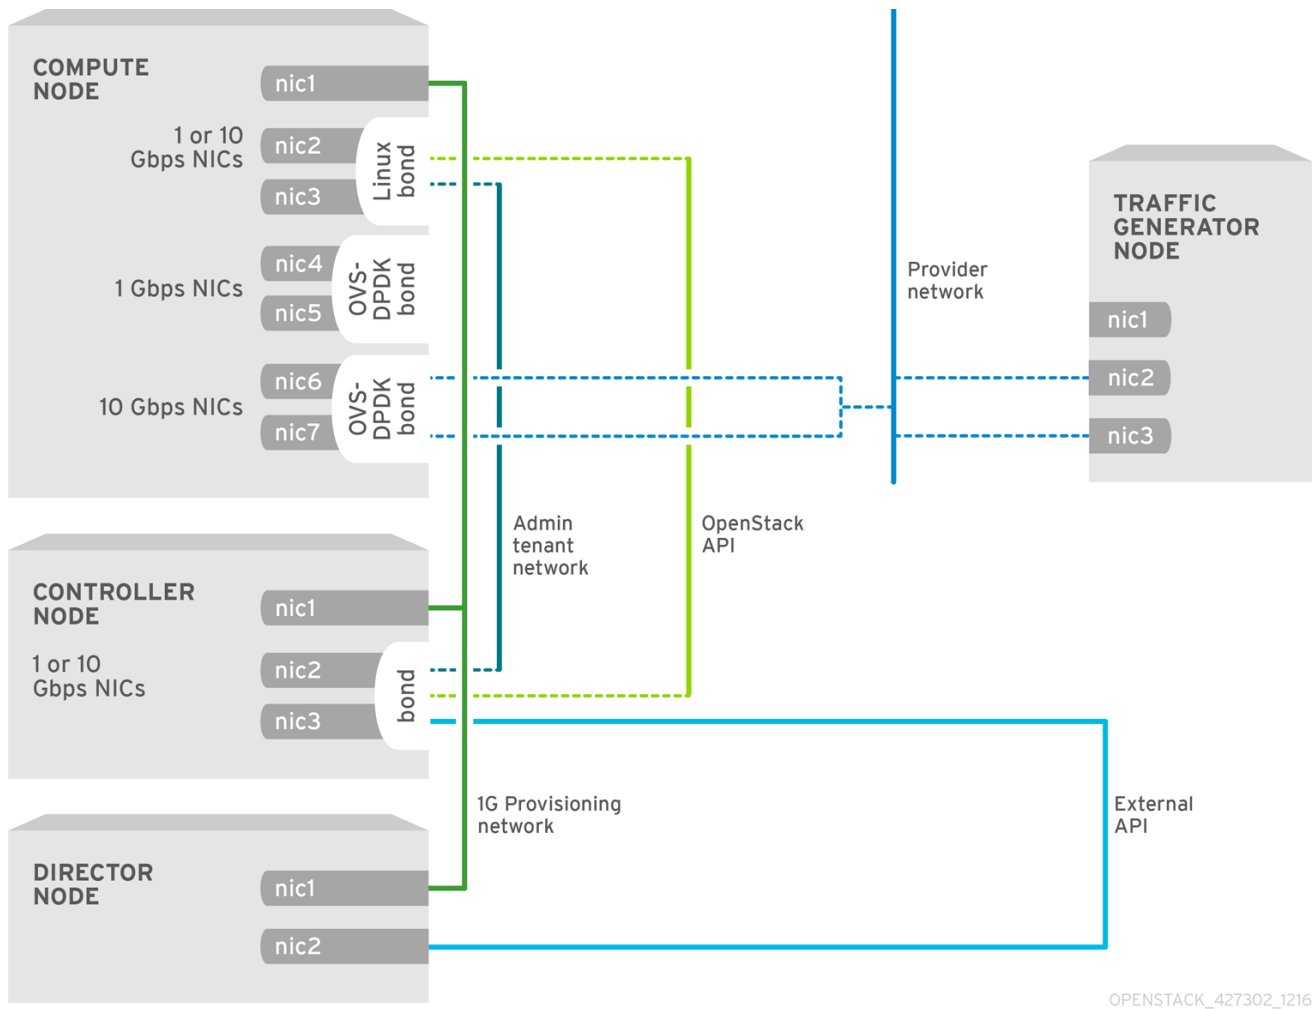 COMPUTE
NODE
nic1
1 or 10
Gbps NICs
nic2
nic3
Linux
bond
1 Gbps NICs
nic4
nic5
OVS-
DPDK
bond
10 Gbps NICs
nic6
nic7
OVS-
DPDK
bond
Provider
network
TRAFFIC
GENERATOR
NODE
nic1
nic2
nic3
Admin
tenant
network
OpenStack
API
CONTROLLER
NODE
nic1
1 or 10
Gbps NICs
nic2
nic3
bond
1G Provisioning
network
External
API
DIRECTOR
NODE
nic1
nic2
OPENSTACK_427302_1216